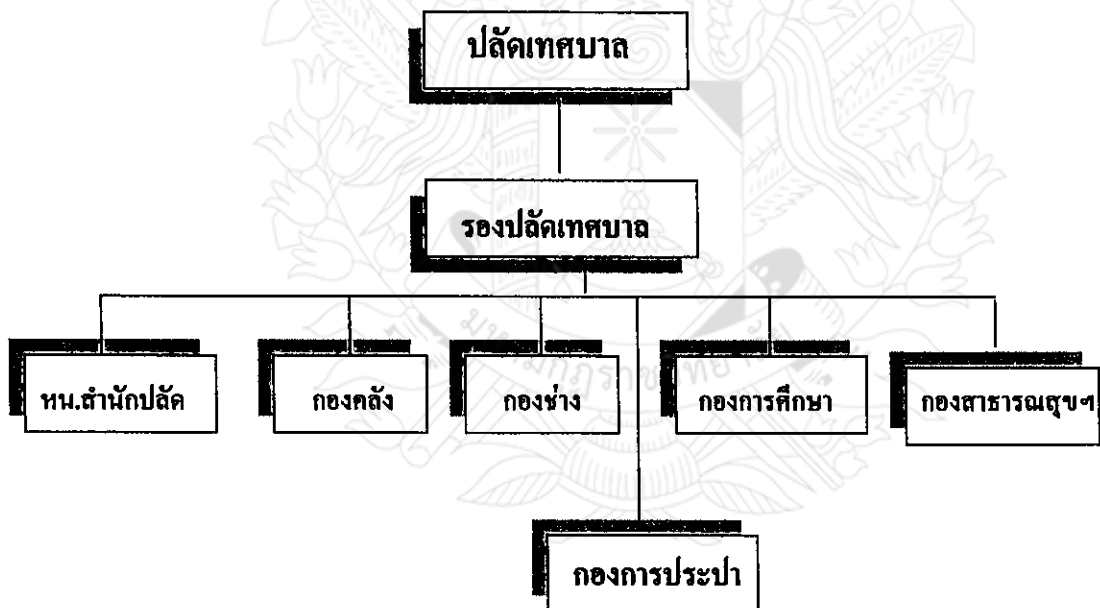 ปลัดเทศบาล
รองปลัดเทศบาล
หน.สำนักปลัด
กองคลัง
กองช่าง
กองการศึกษา
กองสาธารณสุขฯ
กองการประปา